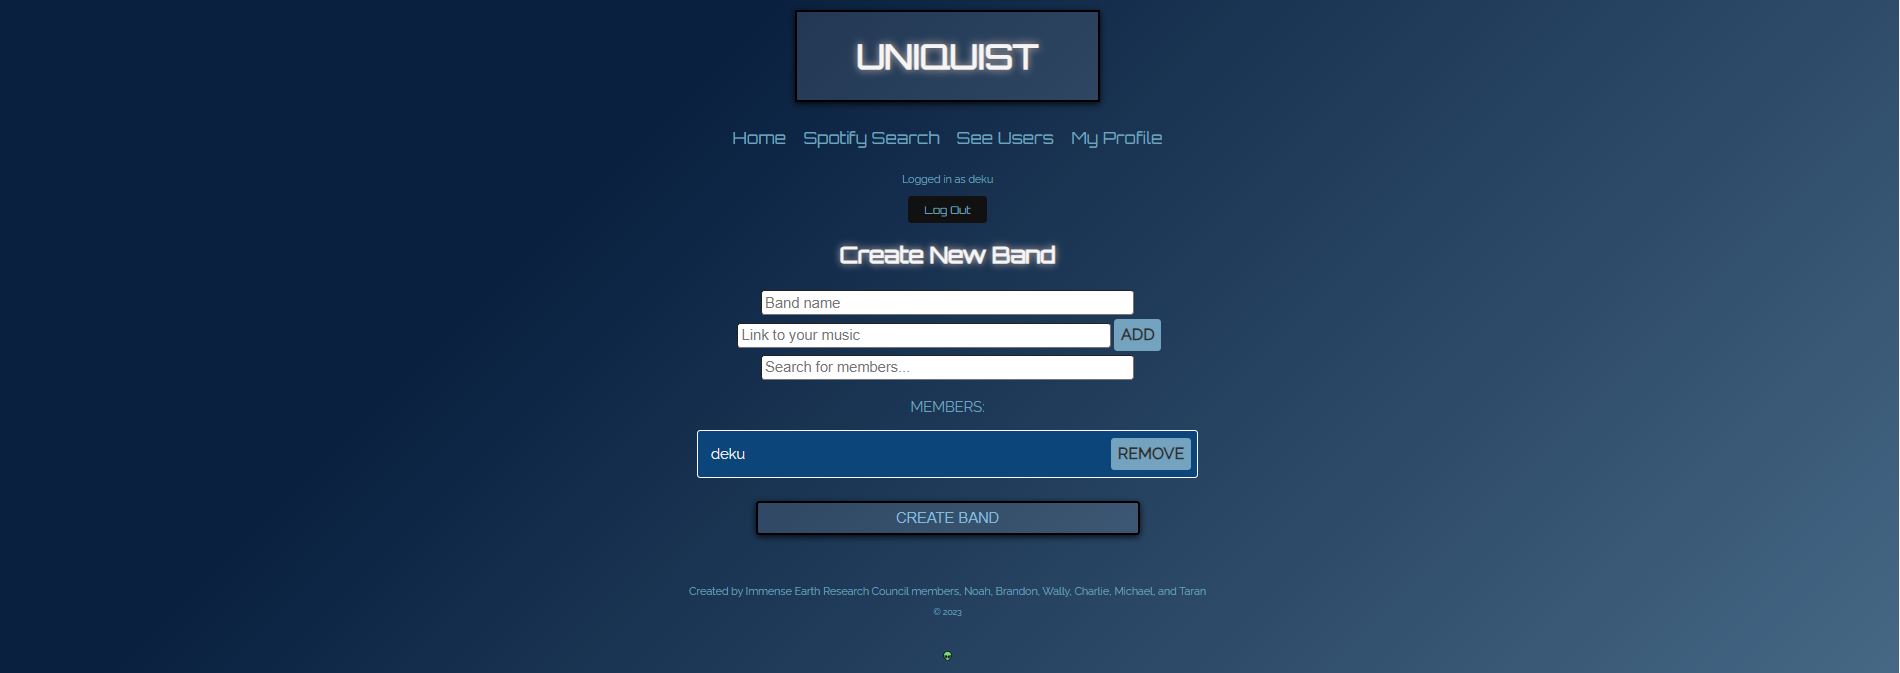 UNIQUIST
Home Spotify Search See Users My Profile
Logged in as deku
Log Out
Create New Band
Band name
Link to your music ADD
Search for members...
MEMBERS:
deku REMOVE
CREATE BAND
Created by Immense Earth Research Council members, Noah, Brandon, Wally, Charlie, Michael, and Taran
© 2023